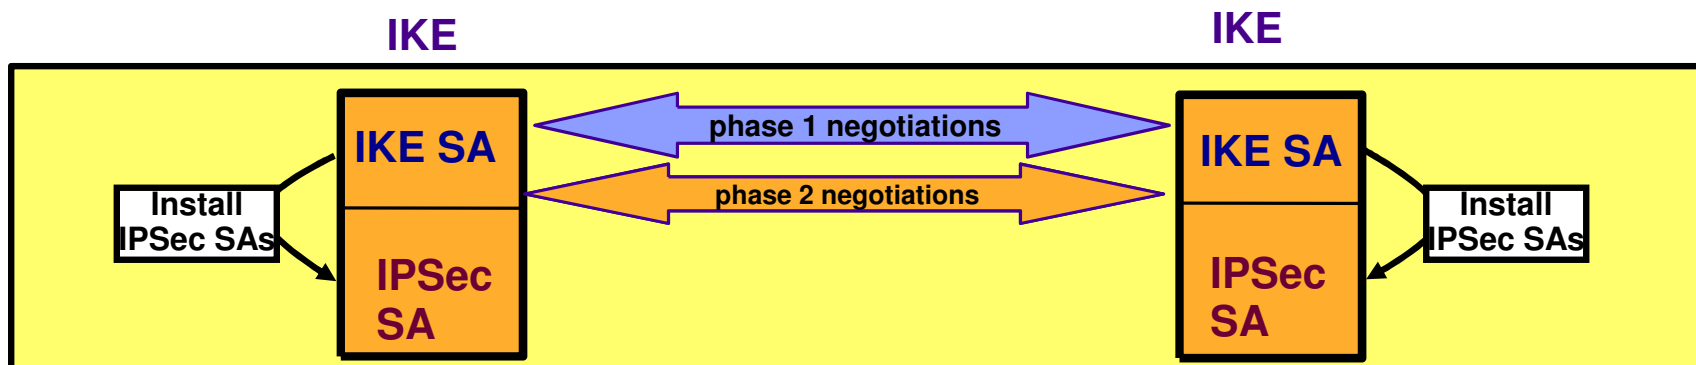 IKE
IKE
phase 1 negotiations
IKE SA
IKE SA
phase 2 negotiations
Install
IPSec SAs
Install
IPSec SAs
IPSec
SA
IPSec
SA